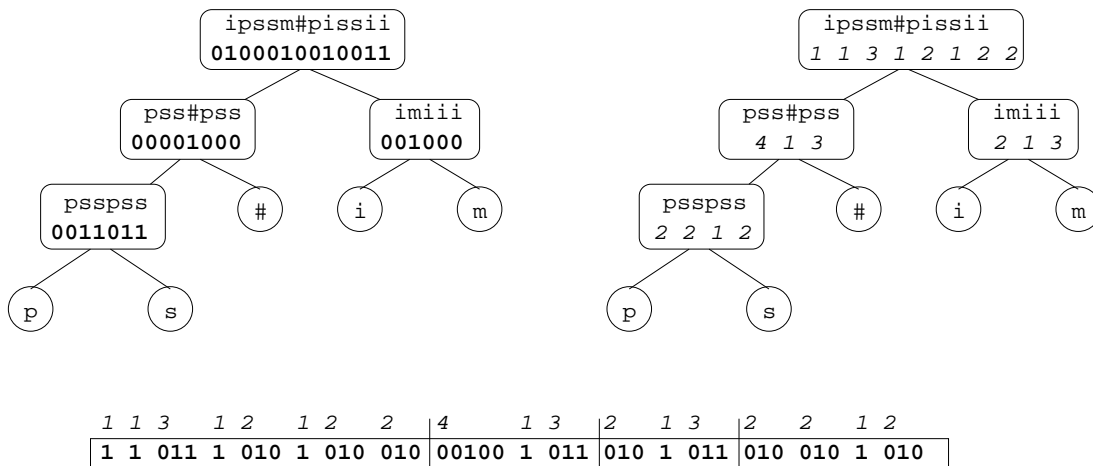 ipssm#pissii
0100010010011
ipssm#pissii
1 1 3 1 2 1 2 2
pss#pss
00001000
imiii
001000
pss#pss
4 1 3
imiii
2 1 3
psspss
0011011
#
i
m
psspss
2 2 1 2
#
i
m
p
s
p
s
1 1 3 1 2 1 2 2 4 1 3 2 1 3 2 2 1 2
1 1 011 1 010 1 010 010 00100 1 011 010 1 011 010 010 1 010